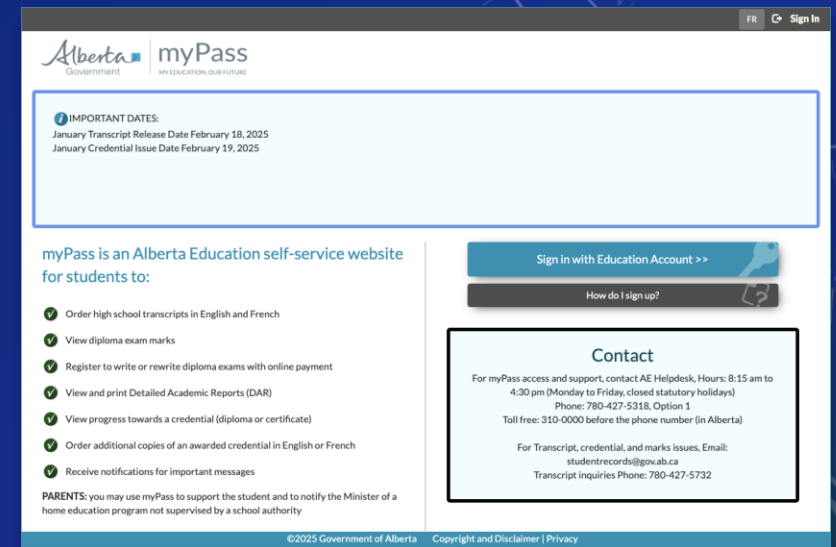 FR Sign In
Alberta Government
myPass
MY EDUCATION, OUR FUTURE
IMPORTANT DATES:
January Transcript Release Date February 18, 2025
January Credential Issue Date February 19, 2025
myPass is an Alberta Education self-service website
for students to:
Order high school transcripts in English and French
View diploma exam marks
Register to write or rewrite diploma exams with online payment
View and print Detailed Academic Reports (DAR)
View progress towards a credential (diploma or certificate)
Order additional copies of an awarded credential in English or French
Receive notifications for important messages
PARENTS: you may use myPass to support the student and to notify the Minister of a
home education program not supervised by a school authority
Sign in with Education Account >>
How do I sign up?
Contact
For myPass access and support, contact AE Helpdesk, Hours: 8:15 am to
4:30 pm (Monday to Friday, closed statutory holidays)
Phone: 780-427-5318, Option 1
Toll free: 310-0000 before the phone number (in Alberta)
For Transcript, credential, and marks issues, Email:
studentrecords@gov.ab.ca
Transcript inquiries Phone: 780-427-5732
©2025 Government of Alberta Copyright and Disclaimer | Privacy